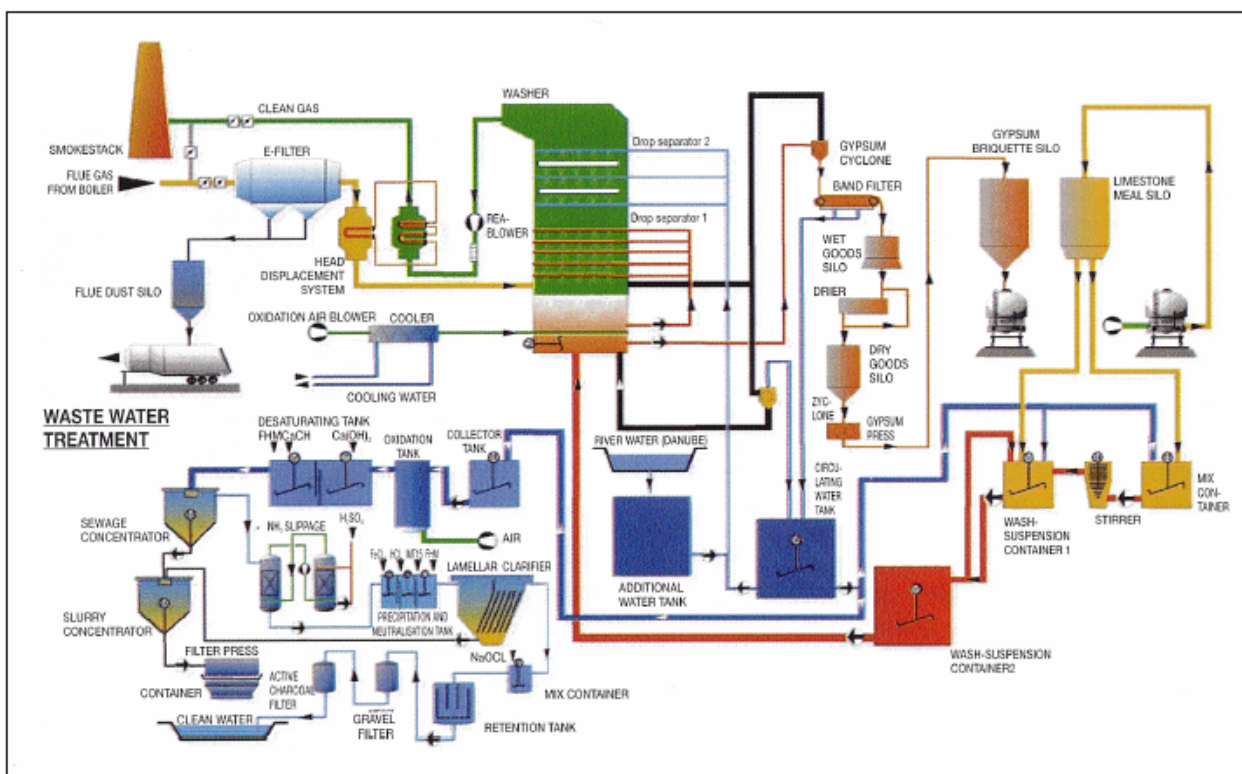 WASHER
CLEAN GAS
Drop separator 2
SMOKESTACK
E-FILTER
GYPSUM
CYCLONE
GYPSUM
BRIQUETTE SILO
FLUE GAS
FROM BOILER
BAND FILTER
LIMESTONE
MEAL SILO
REA-
BLOWER
Drop separator 1
WET
GOODS
SILO
HEAD
DISPLACEMENT
SYSTEM
FLUE DUST SILO
DRIER
OXIDATION AIR BLOWER
COOLER
DRY
GOODS
SILO
COOLING WATER
ZYC-
LONE
GYPSUM
PRESS
WASTE WATER
TREATMENT
DESATURATING TANK
FHMCaCH
Ca(OH)₂
OXIDATION
TANK
COLLECTOR
TANK
RIVER WATER (DANUBE)
CIRCU-
LATING
WATER
TANK
MIX
CON-
TAINER
STIRRER
WASH-
SUSPENSION
CONTAINER 1
SEWAGE
CONCENTRATOR
NH₃ SLIPPAGE
H₂SO₄
AIR
HCL
FHM
LAMELLAR CLARIFIER
ADDITIONAL
WATER TANK
SLURRY
CONCENTRATOR
PRECIPITATION AND
NEUTRALISATION TANK
WASH-SUSPENSION
CONTAINER2
FILTER PRESS
NaOCL
CONTAINER
ACTIVE
CHARCOAL
FILTER
MIX CONTAINER
CLEAN WATER
GRAVEL
FILTER
RETENTION TANK